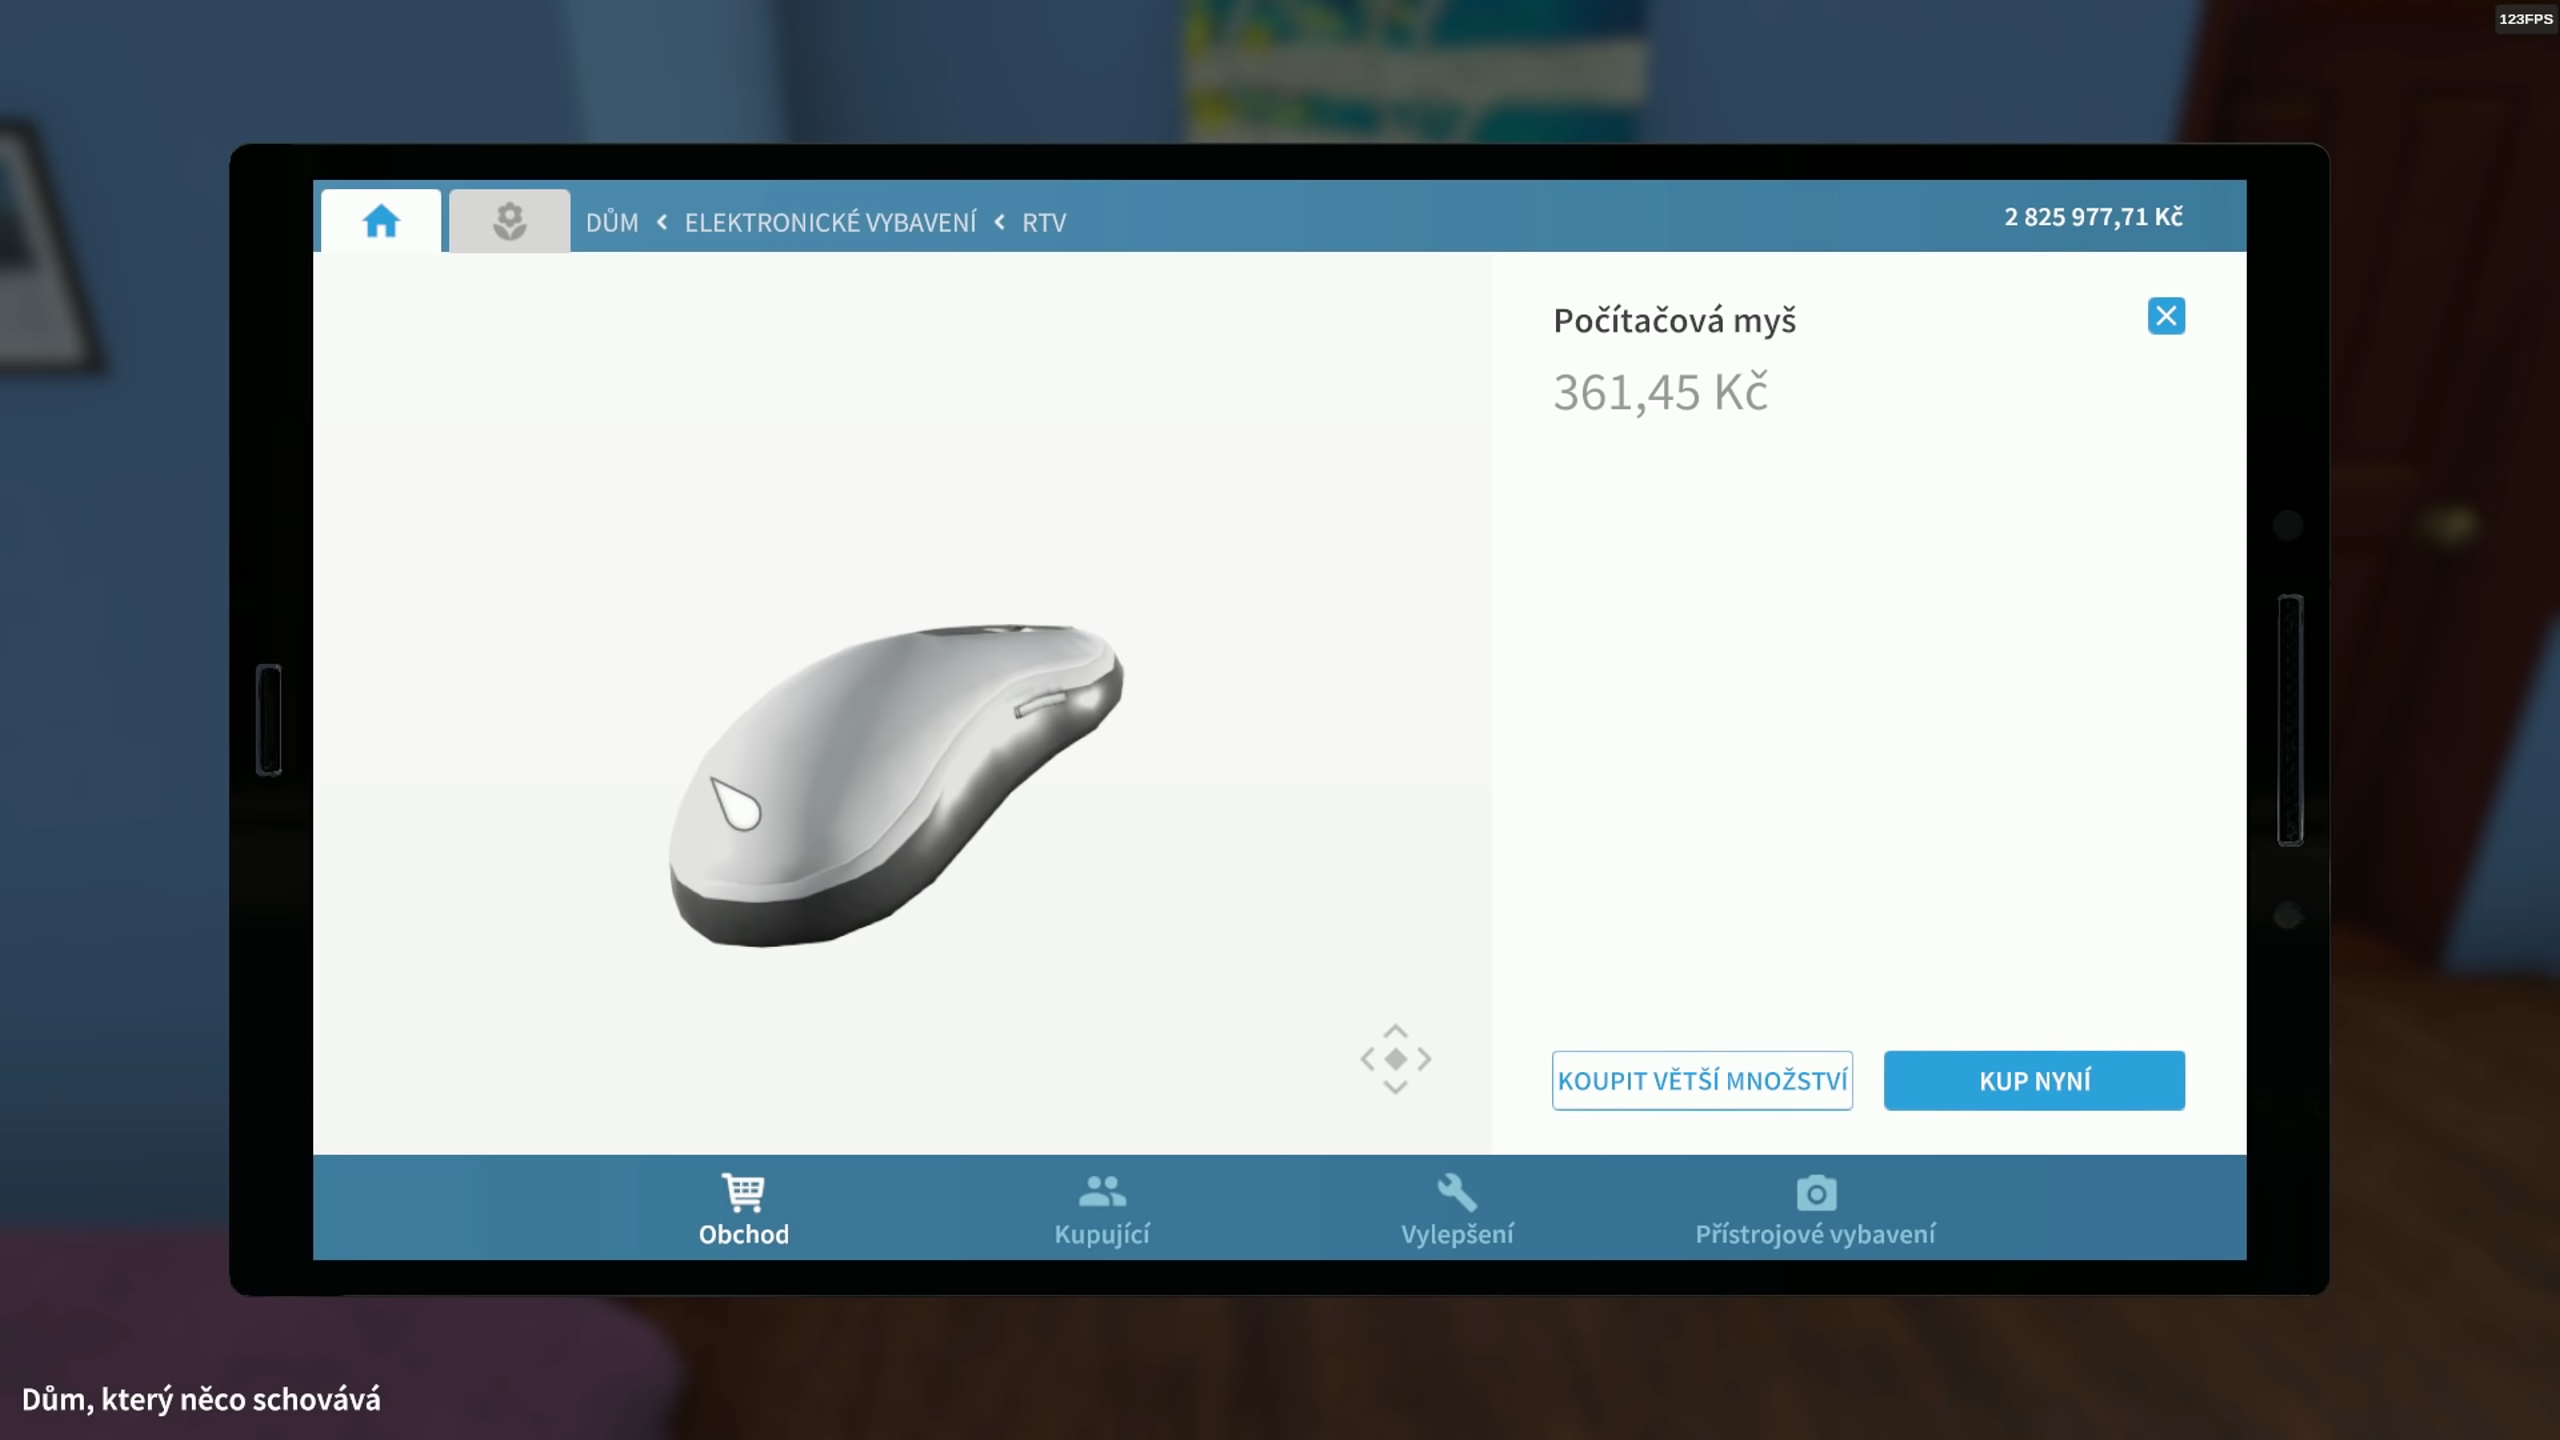 123FPS
DŮM
ELEKTRONICKÉ VYBAVENÍ
RTV
2 825 977,71 Kč
Počítačová myš
361,45 Kč
KOUPIT VĚTŠÍ MNOŽSTVÍ
KUP NYNÍ
Obchod
Kupující
Vylepšení
Přístrojové vybavení
Dům, který něco schovává